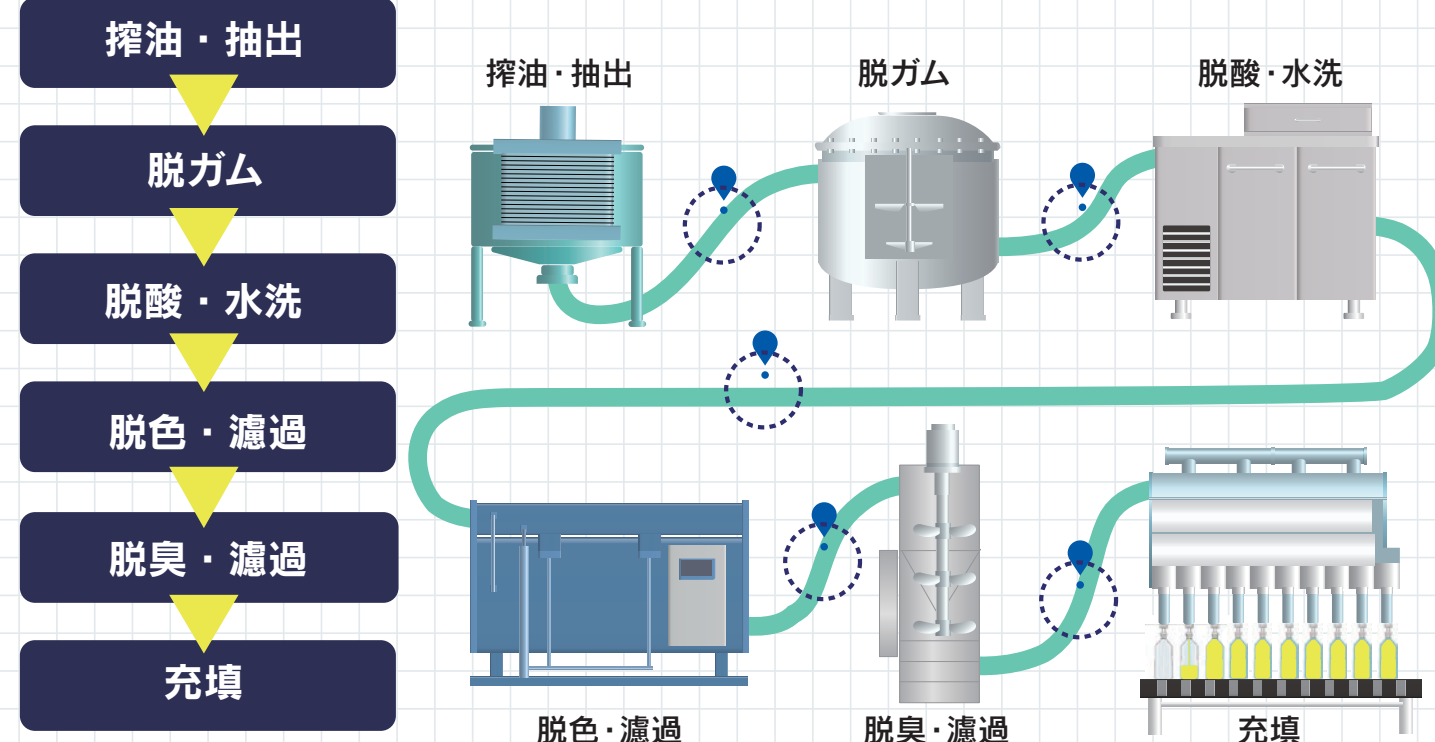 搾油・抽出
脱ガム
脱酸・水洗
脱色・濾過
脱臭・濾過
充填
搾油・抽出
脱ガム
脱酸・水洗
脱色・濾過
脱臭・濾過
充填